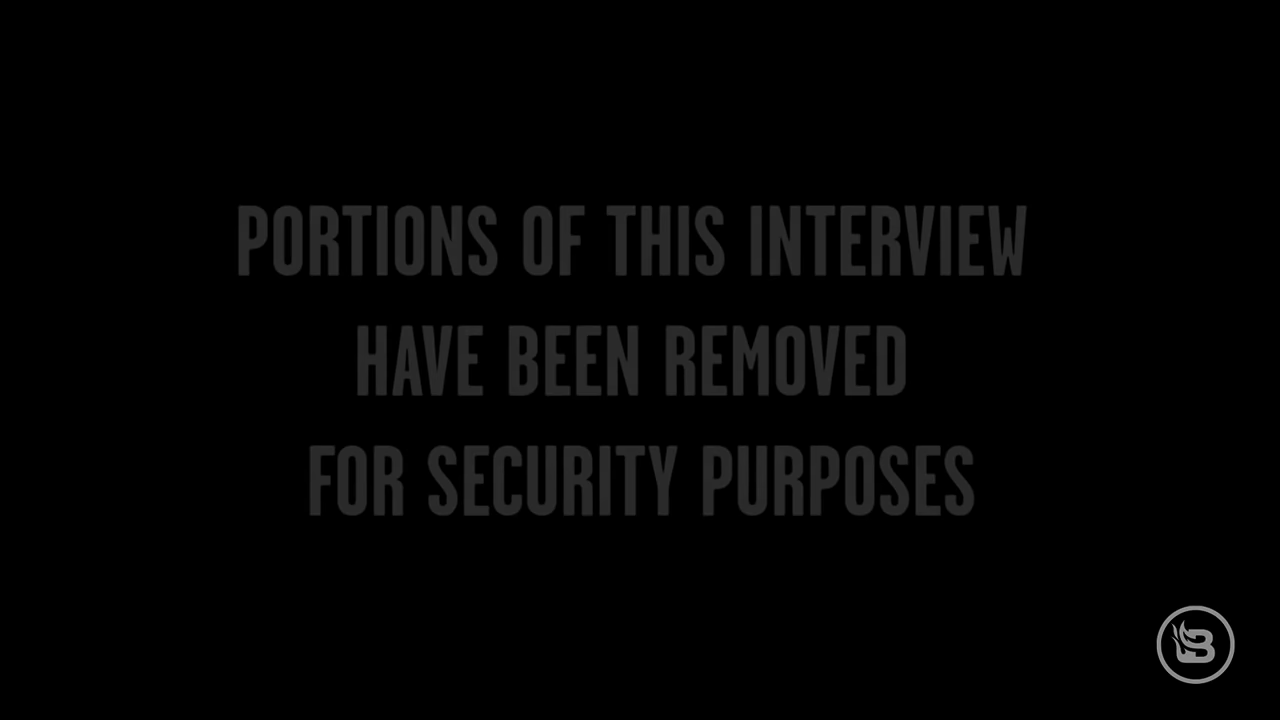 PORTIONS OF THIS INTERVIEW
HAVE BEEN REMOVED
FOR SECURITY PURPOSES
B